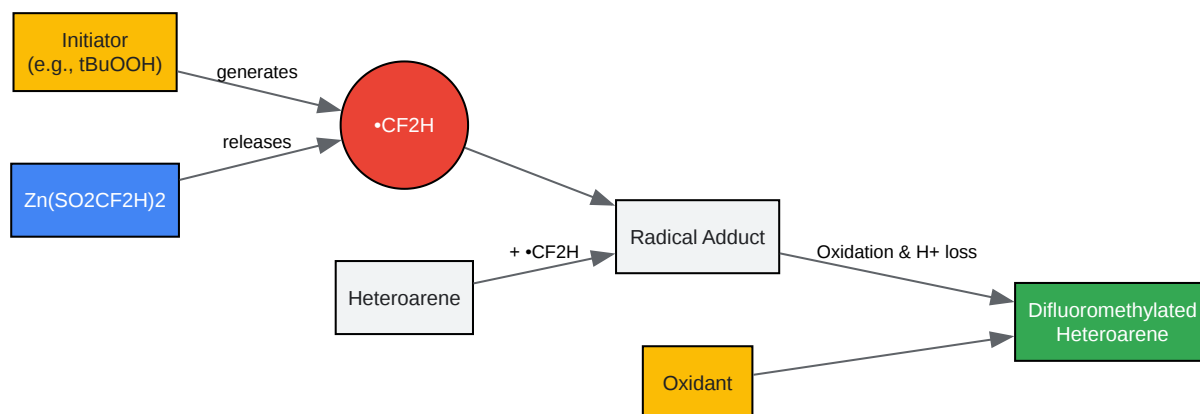 Initiator
(e.g., tBuOOH)
generates
•CF2H
releases
Zn(SO2CF2H)2
Radical Adduct
+ •CF2H
Oxidation & H+ loss
Heteroarene
Difluoromethylated
Heteroarene
Oxidant